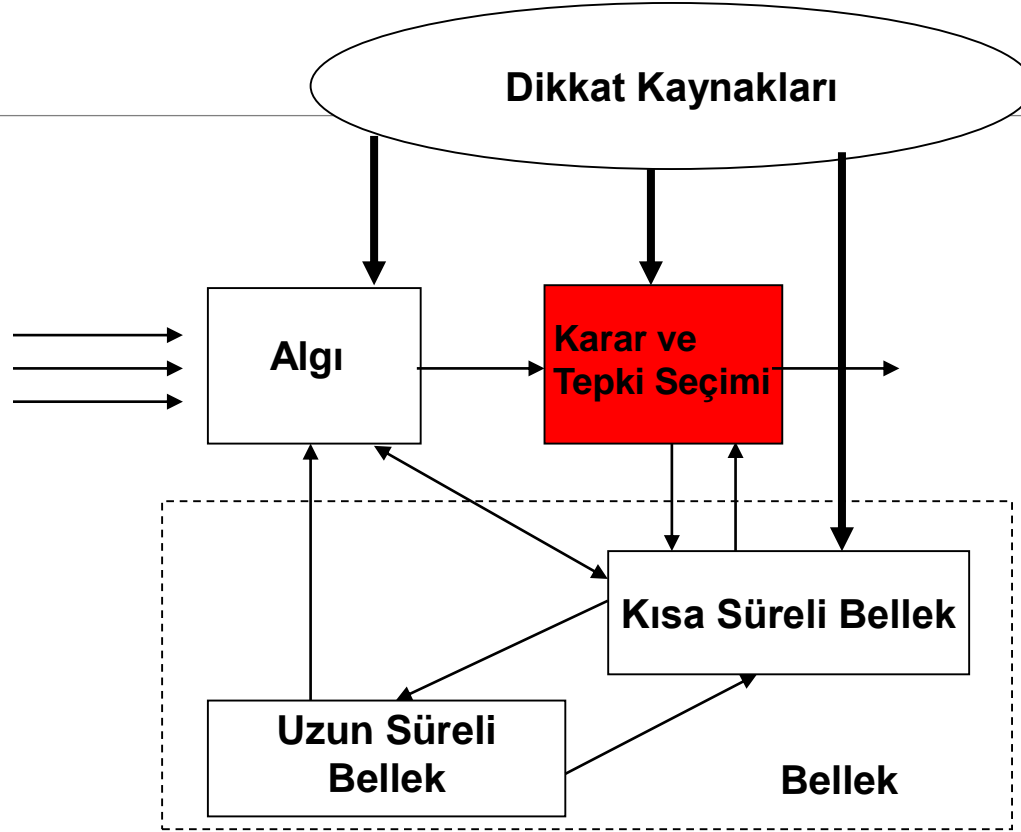 Dikkat Kaynakları
Algı
Karar ve
Tepki Seçimi
Kısa Süreli Bellek
Uzun Süreli
Bellek
Bellek